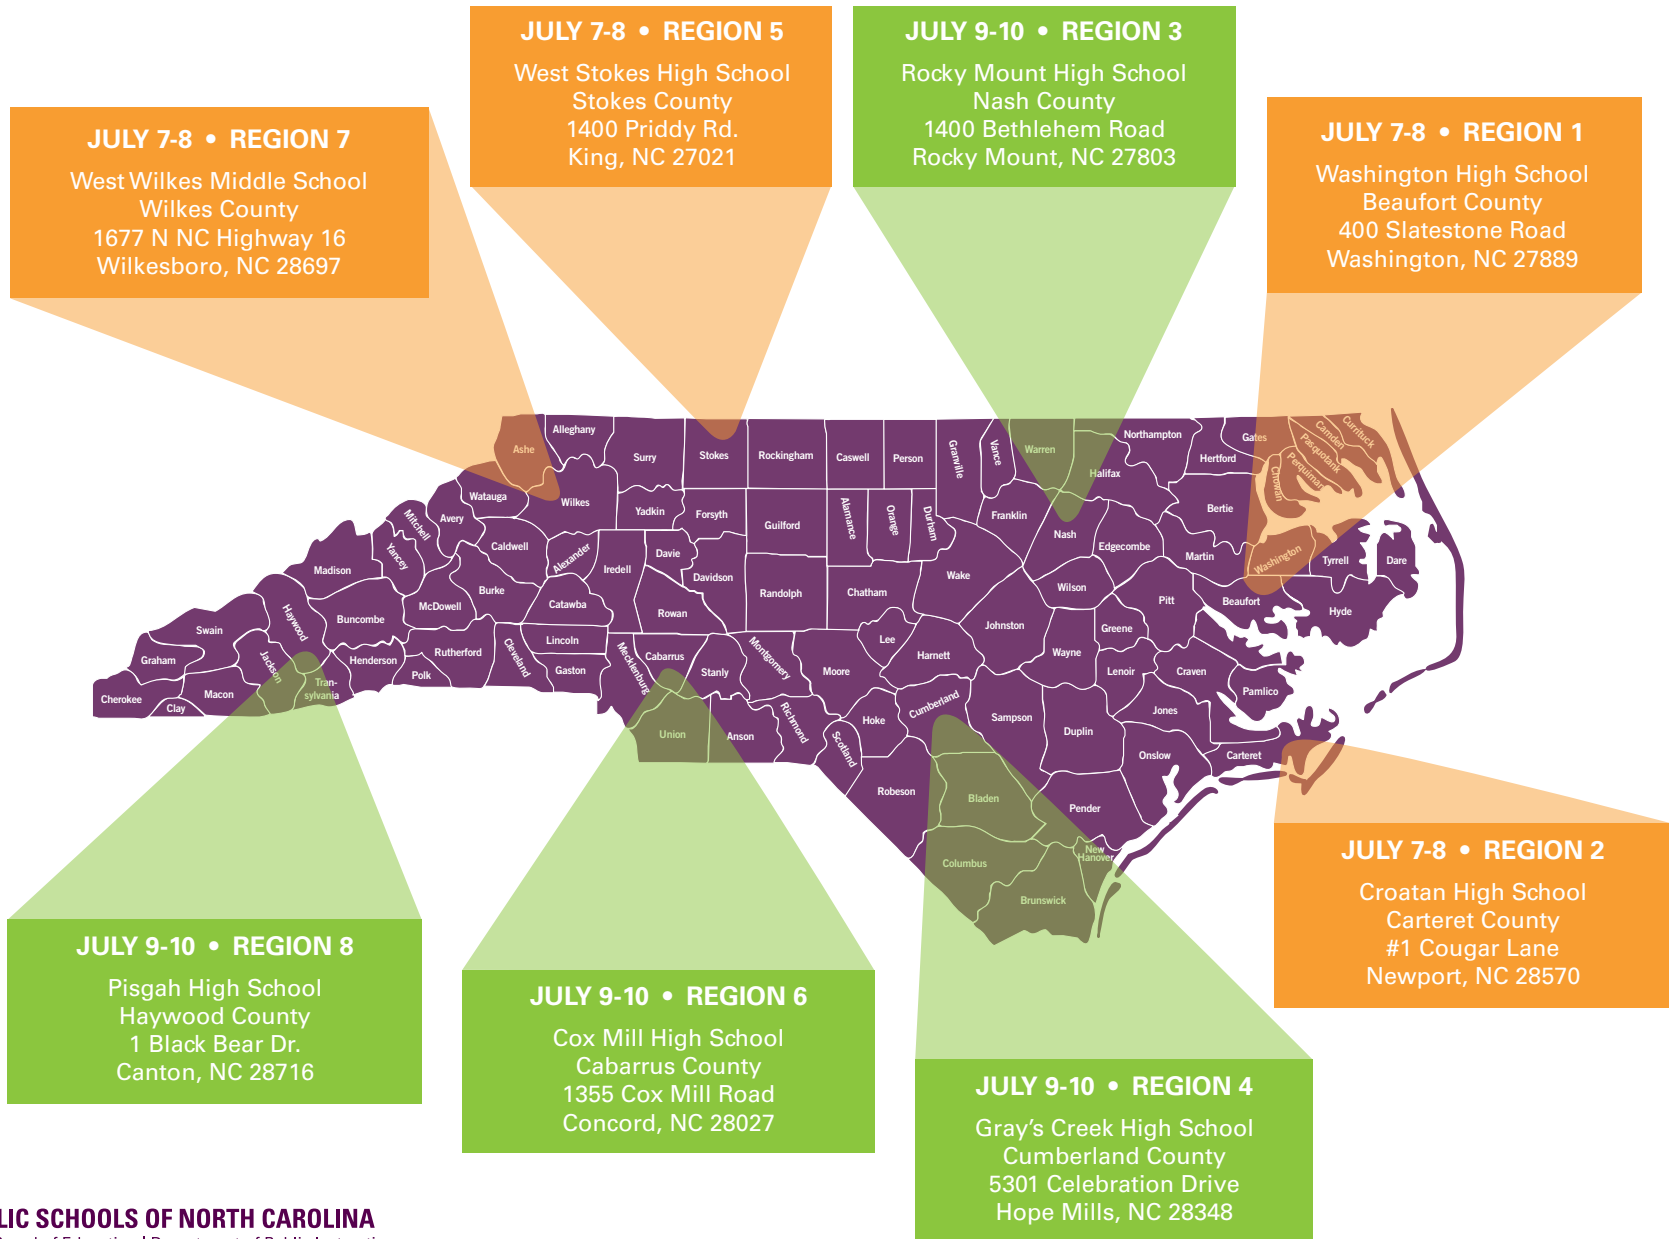 JULY 7-8 • REGION 5
West Stokes High School
Stokes County
1400 Priddy Rd.
King, NC 27021
JULY 9-10 • REGION 3
Rocky Mount High School
Nash County
1400 Bethlehem Road
Rocky Mount, NC 27803
JULY 7-8 • REGION 7
West Wilkes Middle School
Wilkes County
1677 N NC Highway 16
Wilkesboro, NC 28697
JULY 7-8 • REGION 1
Washington High School
Beaufort County
400 Slatestone Road
Washington, NC 27889
Ashe
Alleghany
Surry
Stokes
Rockingham
Caswell
Person
Granville
Vance
Warren
Halifax
Northampton
Hertford
Gates
Currituck
Camden
Pasquotank
Perquimans
Chowan
Watauga
Wilkes
Yadkin
Forsyth
Guilford
Alamance
Orange
Durham
Franklin
Nash
Edgecombe
Bertie
Martin
Washington
Tyrrell
Dare
Mitchell
Avery
Yancey
Caldwell
Alexander
Iredell
Davie
Davidson
Randolph
Chatham
Wake
Wilson
Pitt
Beaufort
Hyde
Madison
Haywood
Buncombe
McDowell
Burke
Catawba
Rowan
Lee
Johnston
Greene
Swain
Graham
Jackson
Henderson
Polk
Rutherford
Cleveland
Lincoln
Gaston
Mecklenburg
Cabarrus
Stanly
Montgomery
Moore
Harnett
Wayne
Lenoir
Craven
Pamlico
Cherokee
Clay
Macon
Tran-
sylvania
Union
Anson
Richmond
Scotland
Hoke
Cumberland
Sampson
Duplin
Jones
Onslow
Carteret
Robeson
Bladen
Pender
Columbus
New
Hanover
Brunswick
JULY 7-8 • REGION 2
Croatan High School
Carteret County
#1 Cougar Lane
Newport, NC 28570
JULY 9-10 • REGION 8
Pisgah High School
Haywood County
1 Black Bear Dr.
Canton, NC 28716
JULY 9-10 • REGION 6
Cox Mill High School
Cabarrus County
1355 Cox Mill Road
Concord, NC 28027
JULY 9-10 • REGION 4
Gray’s Creek High School
Cumberland County
5301 Celebration Drive
Hope Mills, NC 28348
LIC SCHOOLS OF NORTH CAROLINA